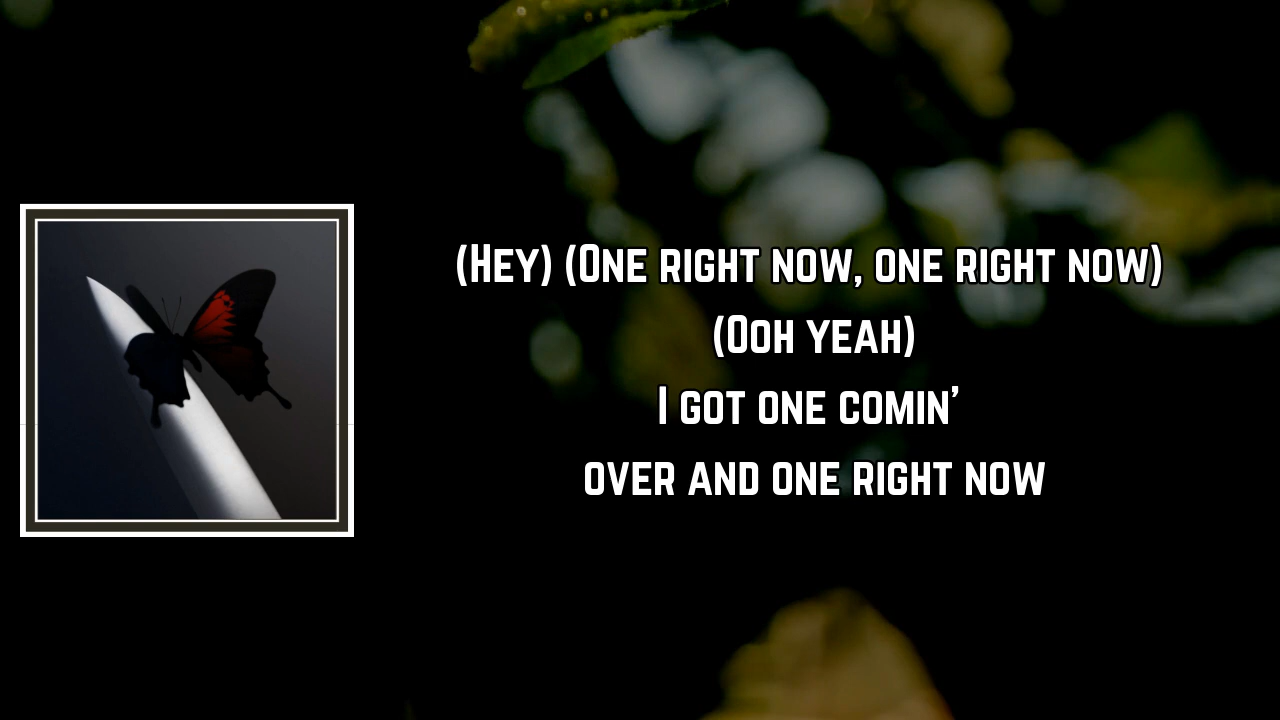 (Hey) (One right now, one right now)
(Ooh yeah)
I got one comin'
over and one right now